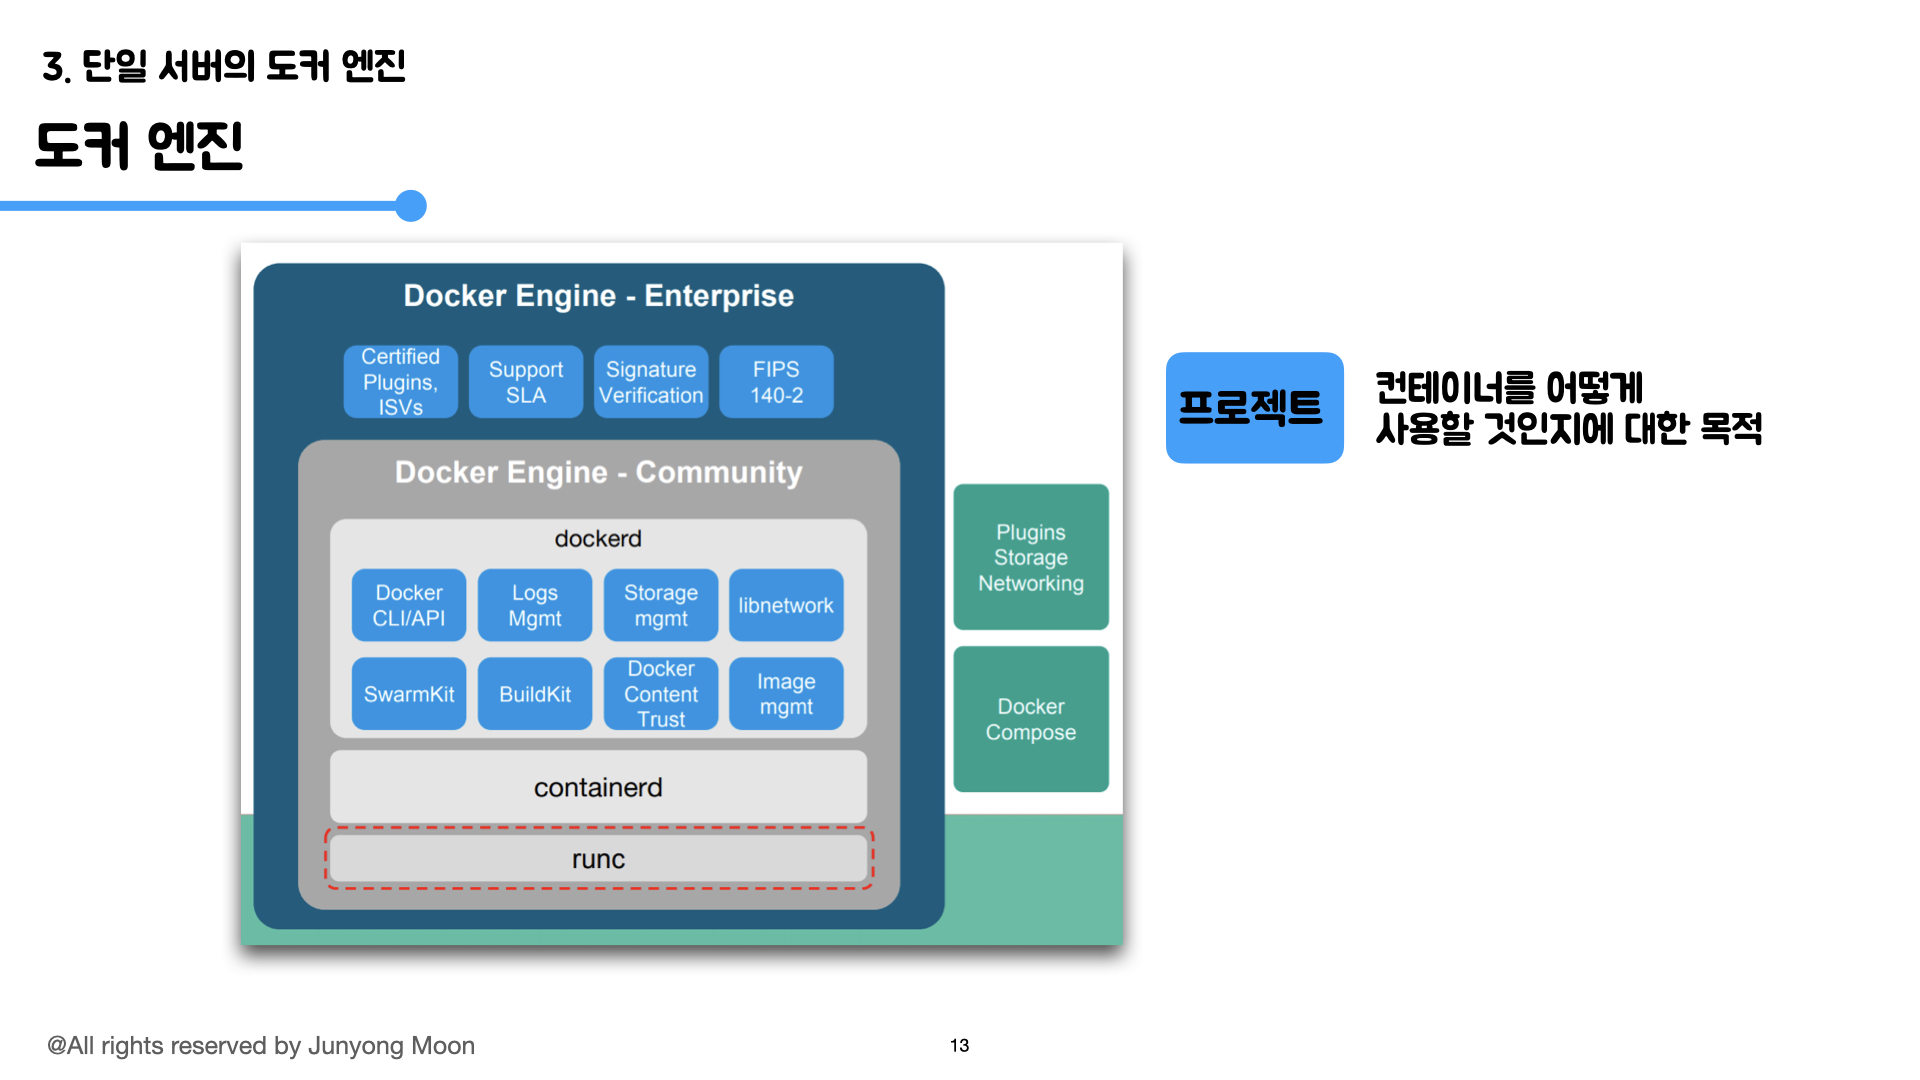 3. 단일 서버의 도커 엔진
도커 엔진
Docker Engine - Enterprise
Certified
Plugins,
ISVs
Support
SLA
Signature
Verification
FIPS
140-2
Docker Engine - Community
dockerd
Docker
CLI/API
Logs
Mgmt
Storage
mgmt
libnetwork
SwarmKit
BuildKit
Docker
Content
Trust
Image
mgmt
containerd
runc
Plugins
Storage
Networking
Docker
Compose
프로젝트
컨테이너를 어떻게
사용할 것인지에 대한 목적
@All rights reserved by Junyong Moon
13